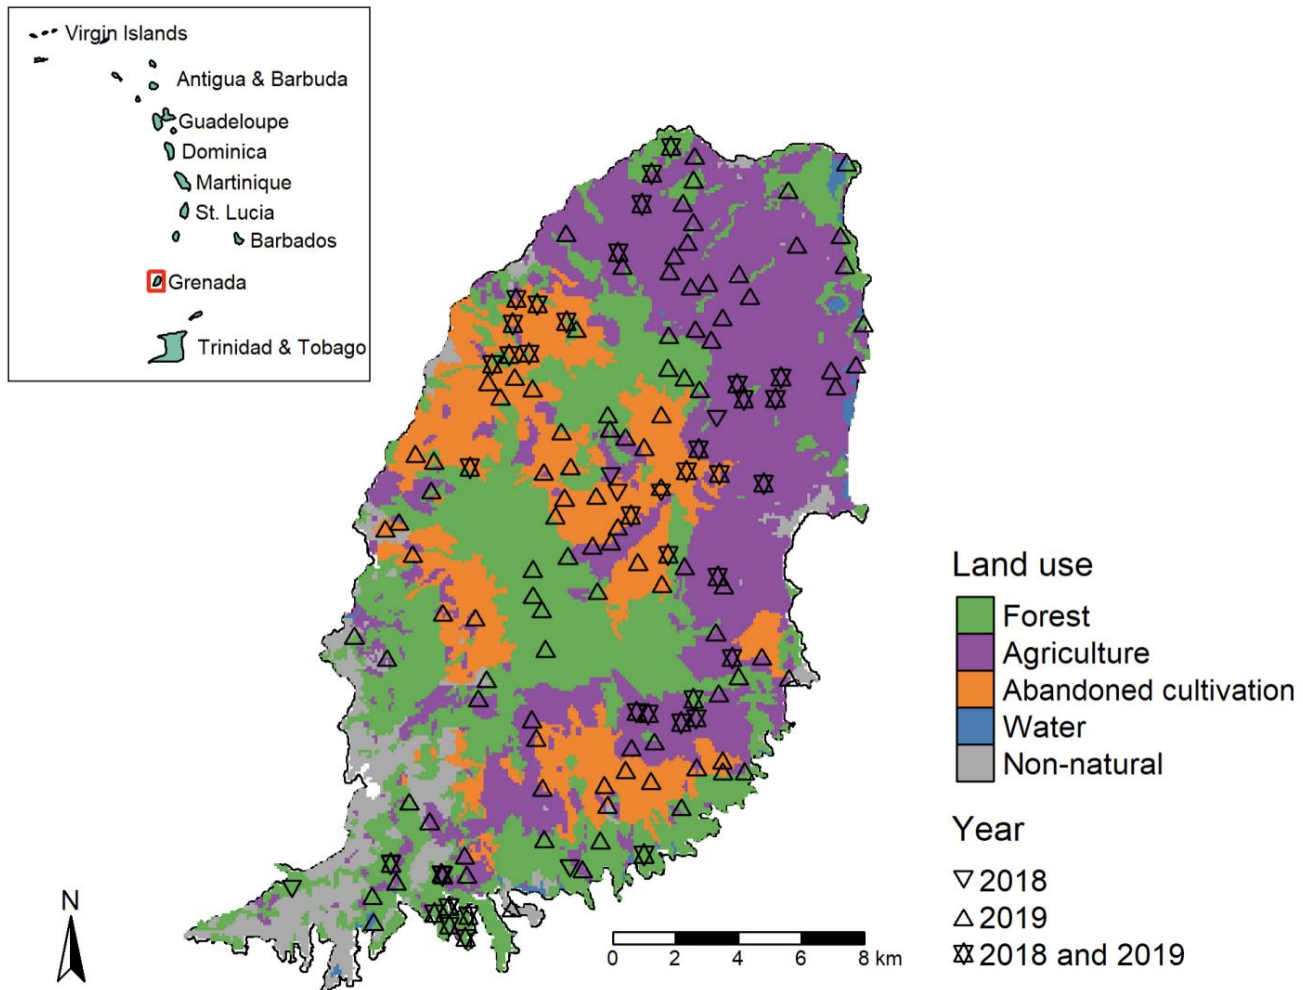 Virgin Islands
Antigua & Barbuda
Guadeloupe
Dominica
Martinique
St. Lucia
Barbados
Grenada
Trinidad & Tobago
Land use
Forest
Agriculture
Abandoned cultivation
Water
Non-natural
Year
2018
2019
2018 and 2019
N
0 2 4 6 8 km